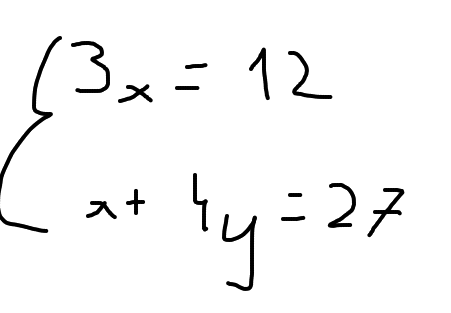 3x = 12
x + 4y = 27